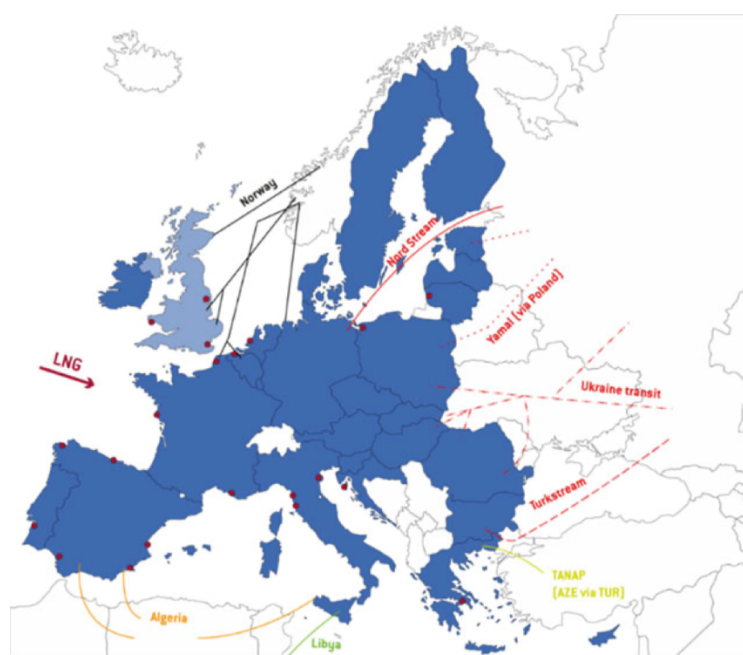 Norway
Nord Stream
Yamal (via Poland)
LNG
Ukraine transit
Turkstream
TANAP
(AZE via TUR)
Algeria
Libya